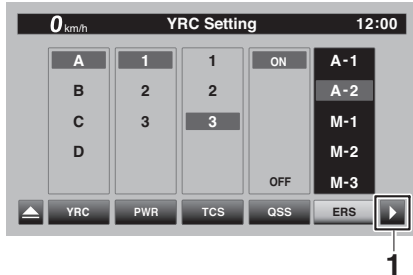 0 km/h YRC Setting 12:00
A 1 1 ON A-1
B 2 2 A-2
C 3 3 M-1
D M-2
OFF M-3
YRC PWR TCS QSS ERS
1